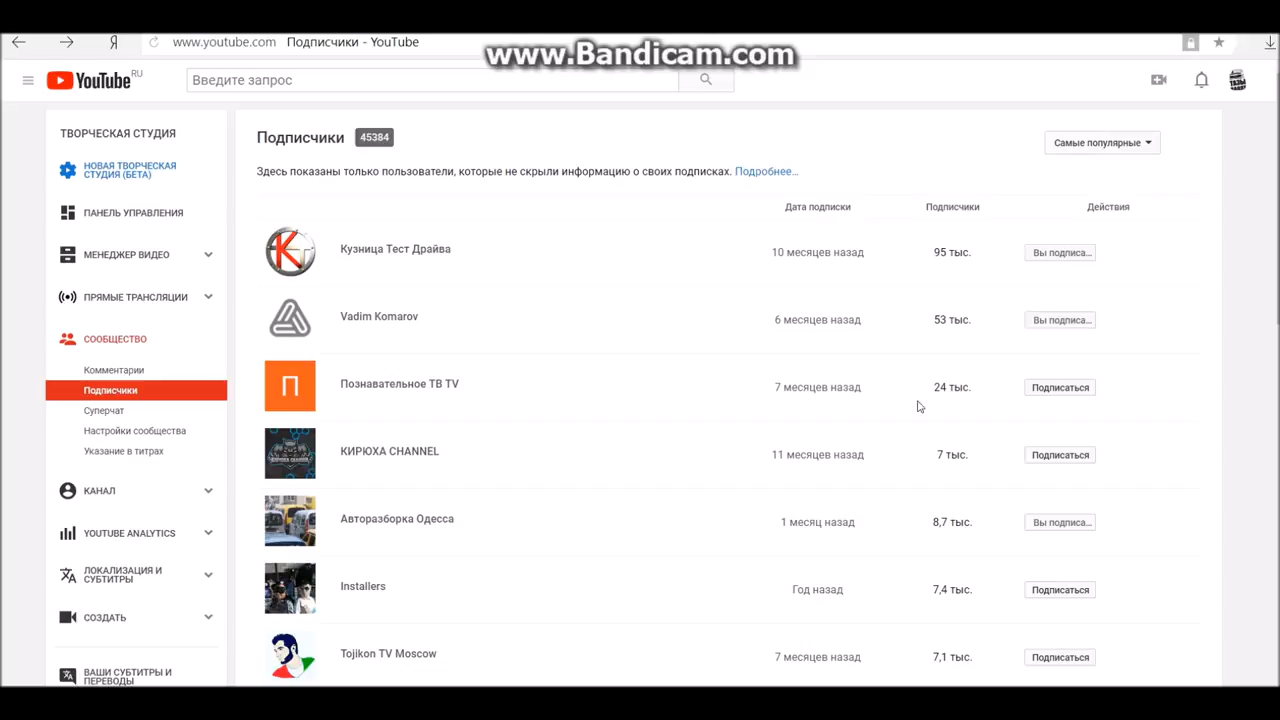 www.Bandicam.com
Я www.youtube.com Подписчики - YouTube
YouTube RU Введите запрос
ТВОРЧЕСКАЯ СТУДИЯ
НОВАЯ ТВОРЧЕСКАЯ
СТУДИЯ (БЕТА)
ПАНЕЛЬ УПРАВЛЕНИЯ
МЕНЕДЖЕР ВИДЕО
ПРЯМЫЕ ТРАНСЛЯЦИИ
СООБЩЕСТВО
Комментарии
Подписчики
Суперчат
Настройки сообщества
Указание в титрах
КАНАЛ
YOUTUBE ANALYTICS
ЛОКАЛИЗАЦИЯ И
СУБТИТРЫ
СОЗДАТЬ
ВАШИ СУБТИТРЫ И
ПЕРЕВОДЫ
Подписчики 45384
Самые популярные
Здесь показаны только пользователи, которые не скрыли информацию о своих подписках. Подробнее…
Дата подписки Подписчики Действия
Кузница Тест Драйва 10 месяцев назад 95 тыс. Вы подписа...
Vadim Komarov 6 месяцев назад 53 тыс. Вы подписа...
П Познавательное ТВ TV 7 месяцев назад 24 тыс. Подписаться
КИРЮХА CHANNEL 11 месяцев назад 7 тыс. Подписаться
Авторазборка Одесса 1 месяц назад 8,7 тыс. Вы подписа...
Installers Год назад 7,4 тыс. Подписаться
Tojikon TV Moscow 7 месяцев назад 7,1 тыс. Подписаться